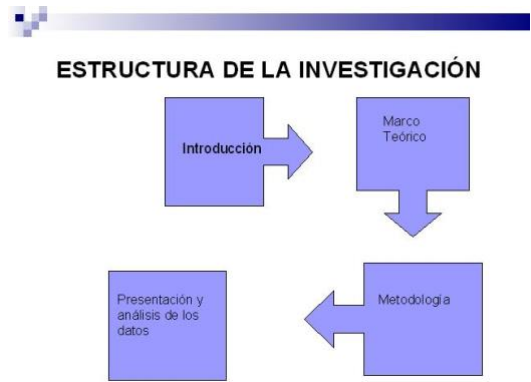 ESTRUCTURA DE LA INVESTIGACIÓN
Introducción
Marco
Teórico
Metodología
Presentación y
análisis de los
datos